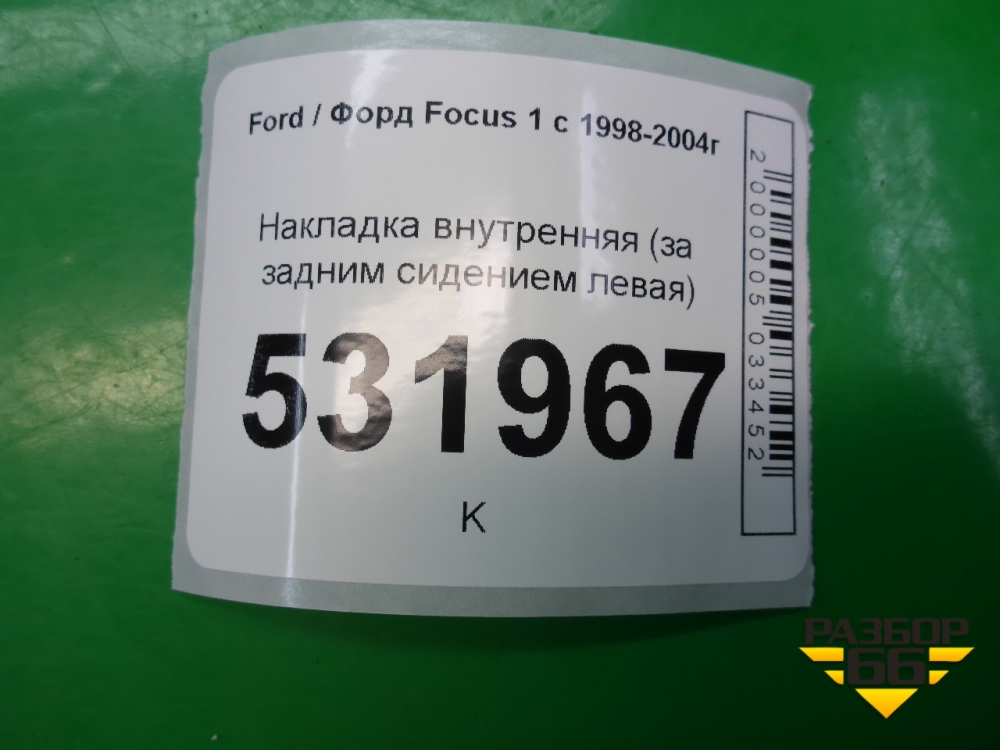 Ford / Форд Focus 1 с 1998-2004г
Накладка внутренняя (за
задним сидением левая)
531967
К
2000005033452
РАЗБОР
66